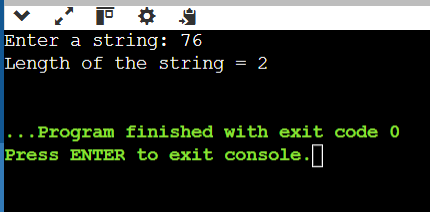 Enter a string: 76
Length of the string = 2
...Program finished with exit code 0
Press ENTER to exit console.